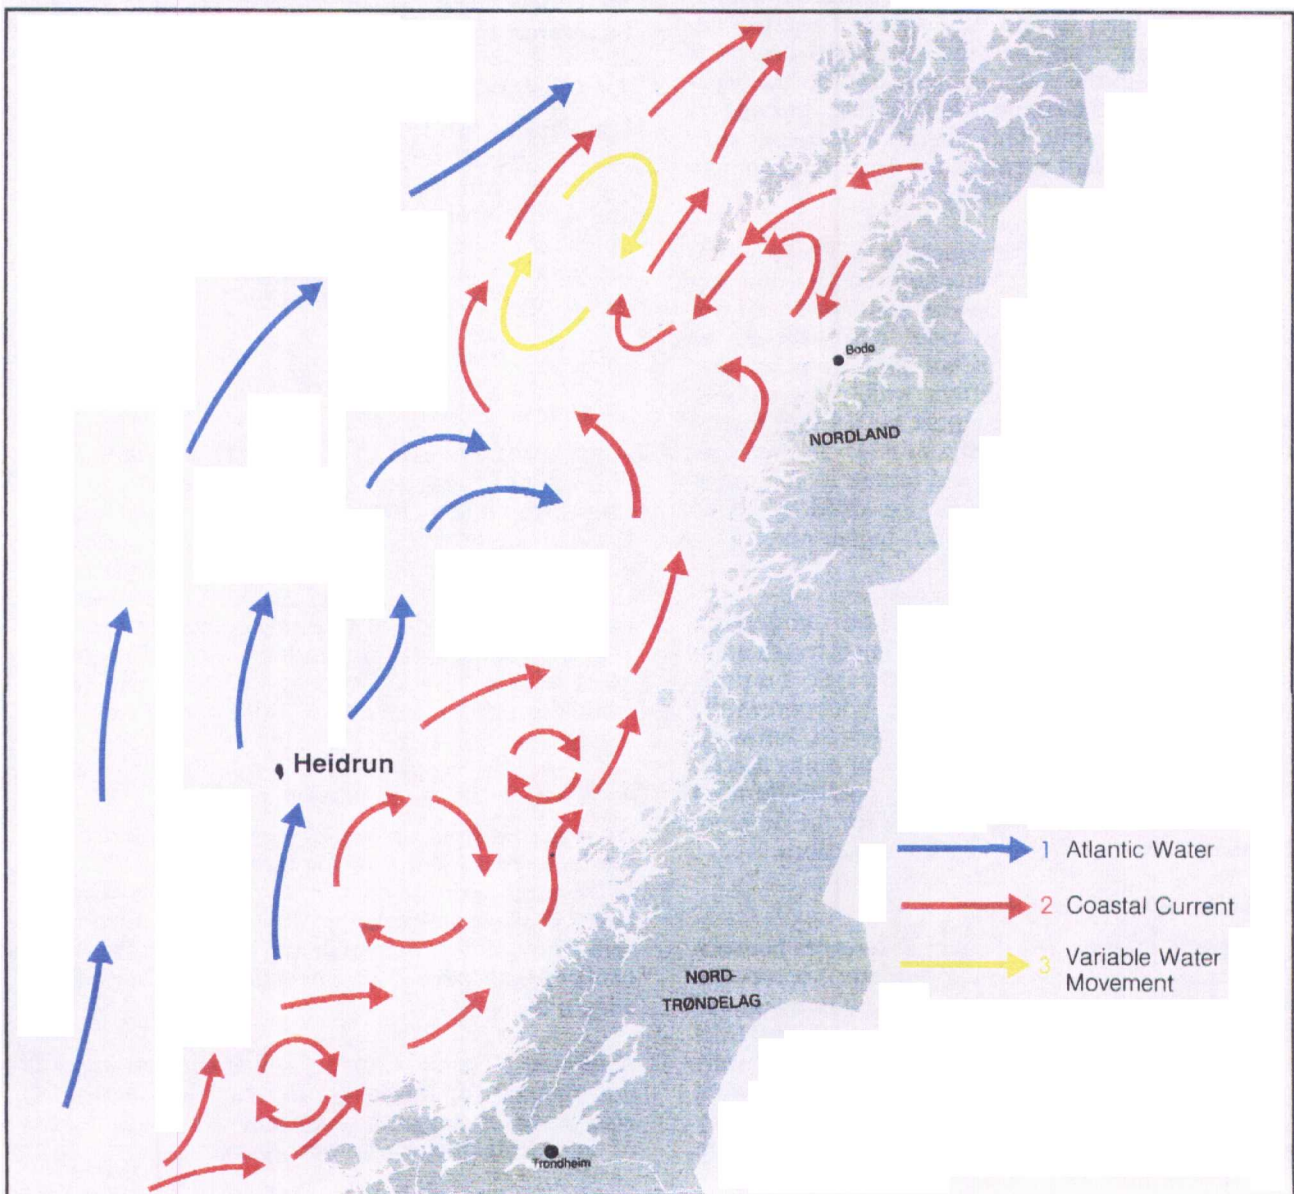 Bodø
NORDLAND
Heidrun
1 Atlantic Water
2 Coastal Current
3 Variable Water
Movement
NORD-
TRØNDELAG
Trondheim